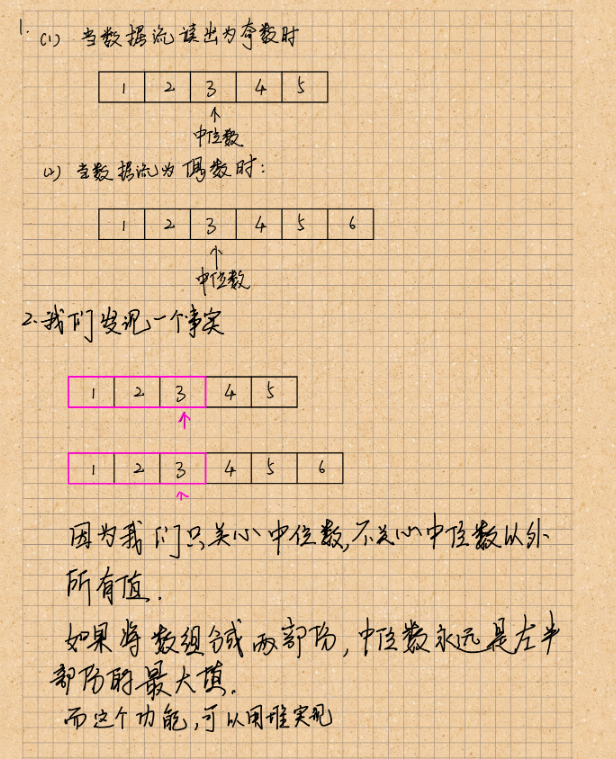 1. (1) 当数据流读出为奇数时
1 2 3 4 5
中位数
(2) 当数据流为偶数时:
1 2 3 4 5 6
中位数
2.我们发现一个事实
1 2 3 4 5
1 2 3 4 5 6
因为我们只关心中位数,不关心中位数以外
所有值.
如果将数组分成两部份,中位数永远是左半
部份的最大值.
而这个功能,可以用堆实现